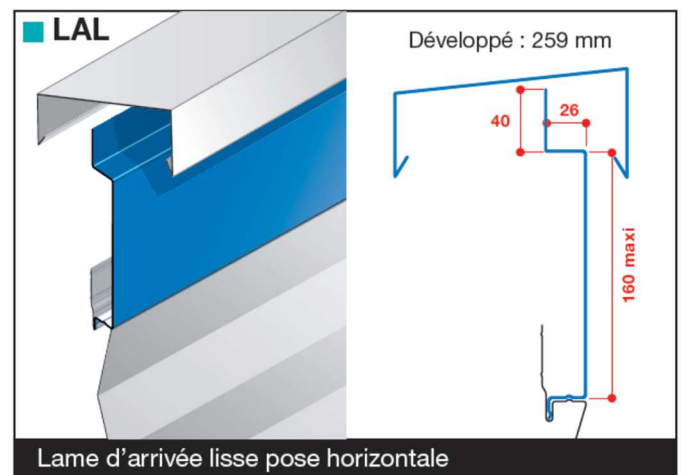 LAL
Développé : 259 mm
40
26
160 maxi
Lame d'arrivée lisse pose horizontale